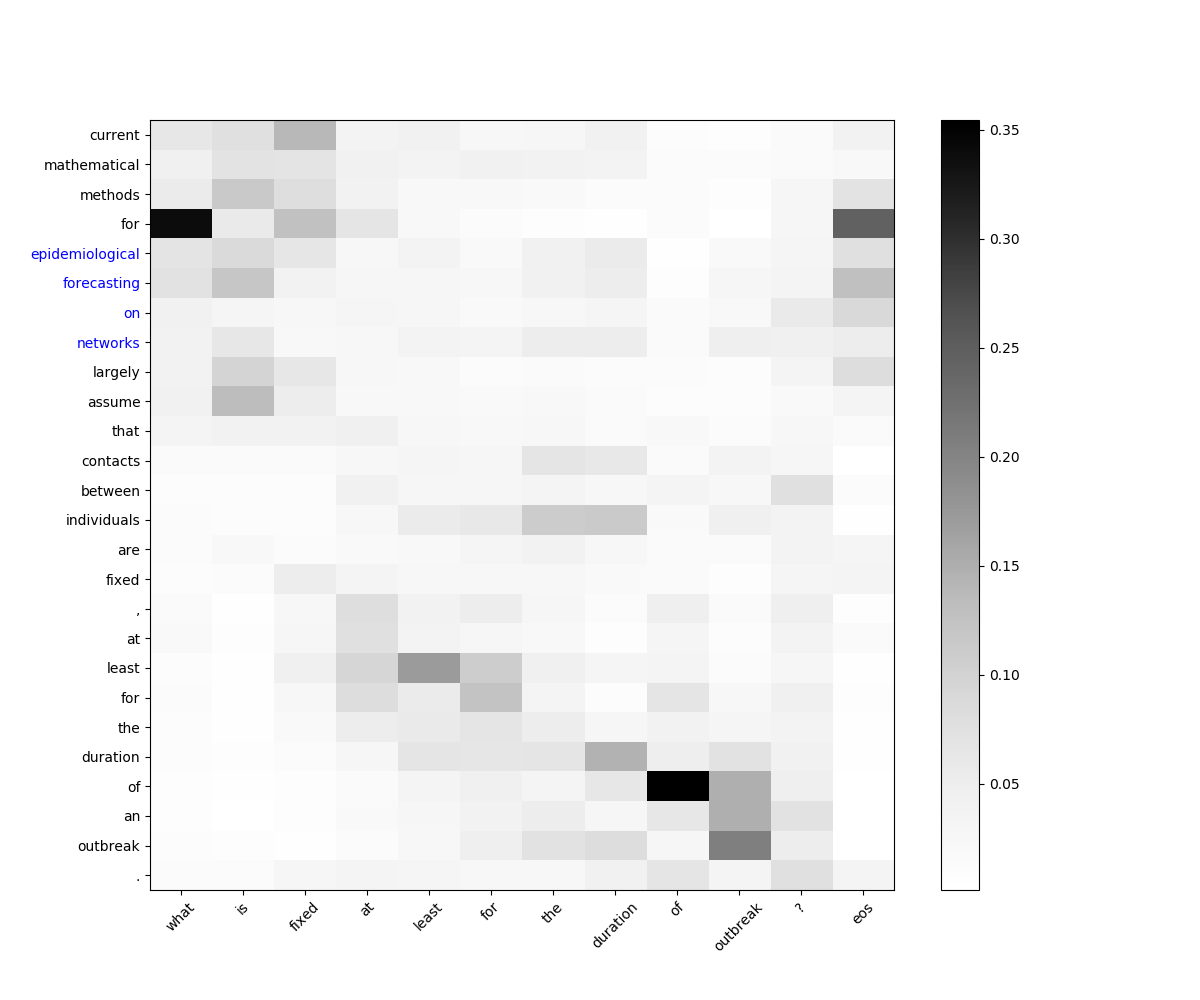 current
mathematical
methods
for
epidemiological
forecasting
on
networks
largely
assume
that
contacts
between
individuals
are
fixed
,
at
least
for
the
duration
of
an
outbreak
.
what is fixed at least for the duration of outbreak ? eos
0.35
0.30
0.25
0.20
0.15
0.10
0.05